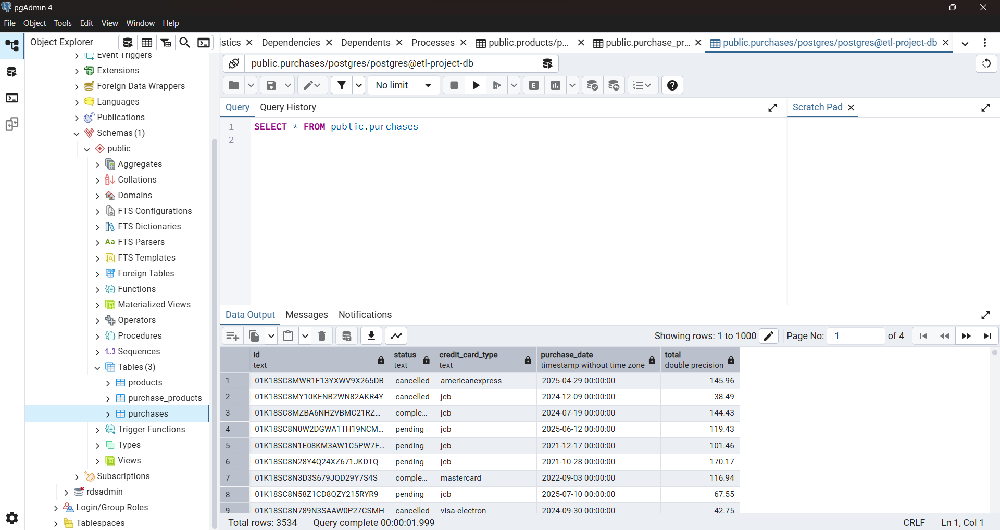 pgAdmin 4
File Object Tools Edit View Window Help
Object Explorer
istics Dependencies Dependents Processes public.products/p... public.purchase_pr... public.purchases/postgres/postgres@etl-project-db
public.purchases/postgres/postgres@etl-project-db
No limit
E
Query Query History
Scratch Pad
1 SELECT * FROM public.purchases
2
Event Triggers
Extensions
Foreign Data Wrappers
Languages
Publications
Schemas (1)
public
Aggregates
Collations
Domains
FTS Configurations
FTS Dictionaries
Aa FTS Parsers
FTS Templates
Foreign Tables
Functions
Materialized Views
Operators
Procedures
1..3 Sequences
Tables (3)
products
purchase_products
purchases
Trigger Functions
Types
Views
Subscriptions
rdsadmin
Login/Group Roles
Tablespaces
Data Output Messages Notifications
Showing rows: 1 to 1000 Page No: 1 of 4
id status credit_card_type purchase_date total
text text text timestamp without time zone double precision
1 01K18SC8MWR1F13YXWV9X265DB cancelled americanexpress 2025-04-29 00:00:00 145.96
2 01K18SC8MY10KENB2WN82AKR4Y cancelled jcb 2024-12-09 00:00:00 38.49
3 01K18SC8MZBA6NH2VBMC21RZ... comple... jcb 2024-07-19 00:00:00 144.43
4 01K18SC8N0W2DGWA1TH19NCM... pending jcb 2025-06-12 00:00:00 119.43
5 01K18SC8N1E08KM3AW1C5PW7F... pending jcb 2021-12-17 00:00:00 101.46
6 01K18SC8N28Y4Q24XZ671JKDTQ pending jcb 2021-10-28 00:00:00 170.17
7 01K18SC8N3D3S679JQD29Y7S4S comple... mastercard 2022-09-03 00:00:00 116.94
8 01K18SC8N58Z1CD8QZY215RYR9 pending jcb 2025-07-10 00:00:00 67.55
9 01K18SC8N789N3SAAW0P27CSMH cancelled visa-electron 2024-09-30 00:00:00 42.75
Total rows: 3534 Query complete 00:00:01.999 CRLF Ln 1, Col 1